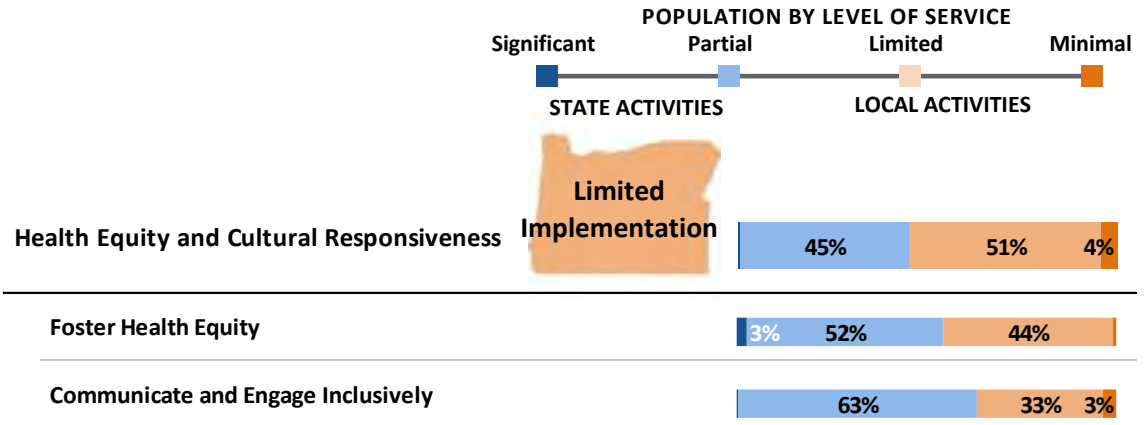 POPULATION BY LEVEL OF SERVICE
Significant Partial Limited Minimal
STATE ACTIVITIES LOCAL ACTIVITIES
Limited
Implementation
Health Equity and Cultural Responsiveness 45% 51% 4%
Foster Health Equity 3% 52% 44%
Communicate and Engage Inclusively 63% 33% 3%